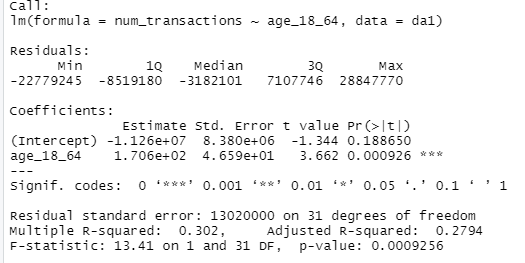 Call:
lm(formula = num_transactions ~ age_18_64, data = da1)
Residuals:
Min 1Q Median 3Q Max
-22779245 -8519180 -3182101 7107746 28847770
Coefficients:
Estimate Std. Error t value Pr(>|t|)
(Intercept) -1.126e+07 8.380e+06 -1.344 0.188650
age_18_64 1.706e+02 4.659e+01 3.662 0.000926 ***
---
Signif. codes: 0 ‘***’ 0.001 ‘**’ 0.01 ‘*’ 0.05 ‘.’ 0.1 ‘ ’ 1
Residual standard error: 13020000 on 31 degrees of freedom
Multiple R-squared: 0.302, Adjusted R-squared: 0.2794
F-statistic: 13.41 on 1 and 31 DF, p-value: 0.0009256